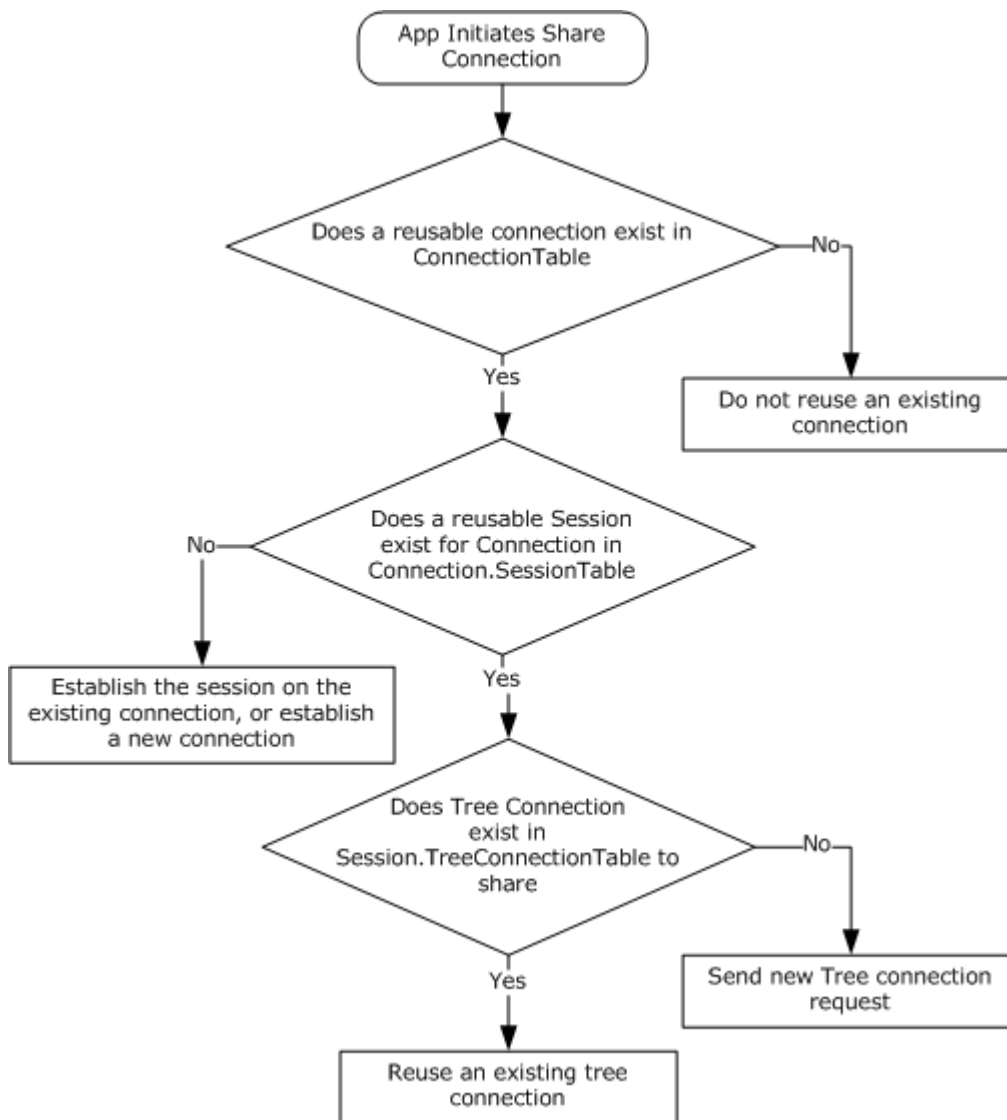 App Initiates Share
Connection
Does a reusable connection exist in
ConnectionTable
No
Yes
Do not reuse an existing
connection
Does a reusable Session
exist for Connection in
Connection.SessionTable
No
Yes
Establish the session on the
existing connection, or establish
a new connection
Does Tree Connection
exist in
Session.TreeConnectionTable to
share
No
Yes
Send new Tree connection
request
Reuse an existing tree
connection